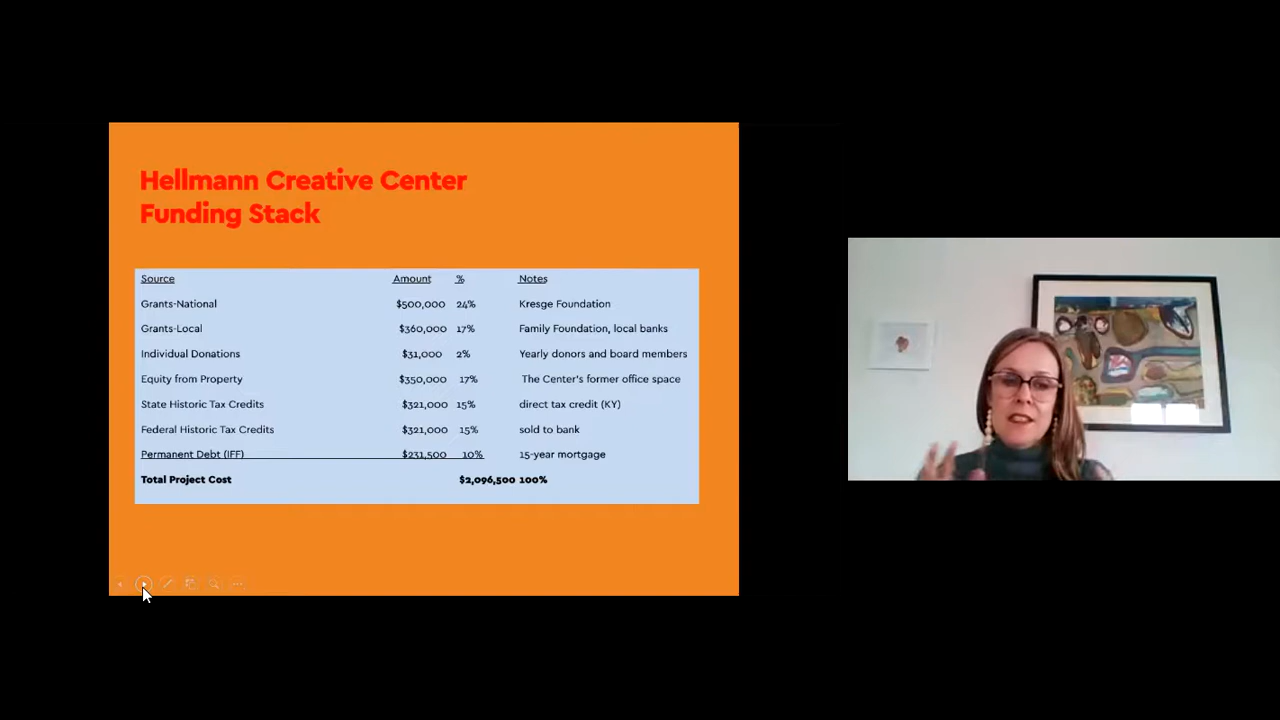 Hellmann Creative Center
Funding Stack
Source Amount % Notes
Grants-National $500,000 24% Kresge Foundation
Grants-Local $360,000 17% Family Foundation, local banks
Individual Donations $31,000 2% Yearly donors and board members
Equity from Property $350,000 17% The Center's former office space
State Historic Tax Credits $321,000 15% direct tax credit (KY)
Federal Historic Tax Credits $321,000 15% sold to bank
Permanent Debt (IFF) $231,500 10% 15-year mortgage
Total Project Cost $2,096,500 100%